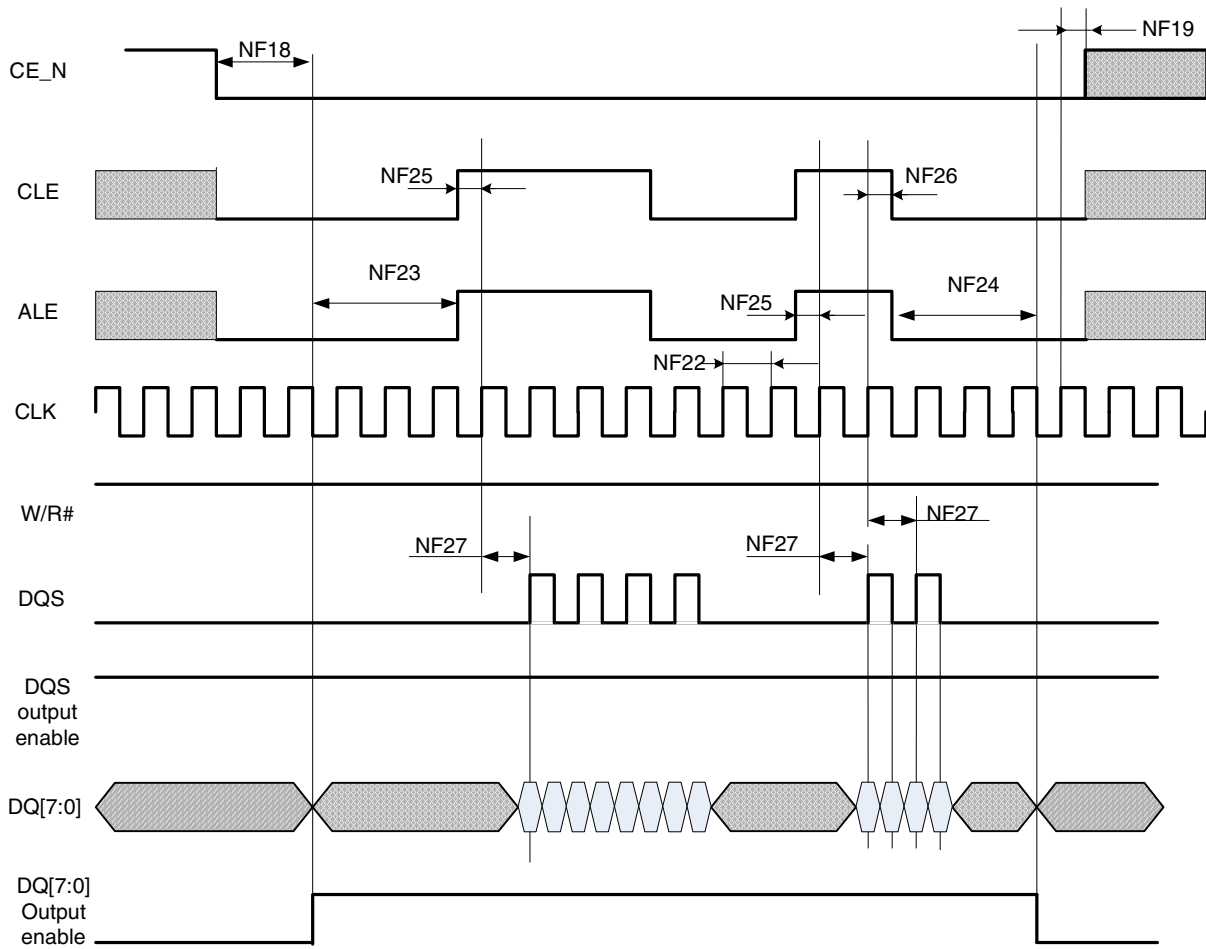 NF19
NF18
CE_N
NF25
NF26
CLE
NF23
NF24
ALE
NF25
NF22
CLK
W/R#
NF27
NF27
NF27
DQS
DQS
output
enable
DQ[7:0]
DQ[7:0]
Output
enable